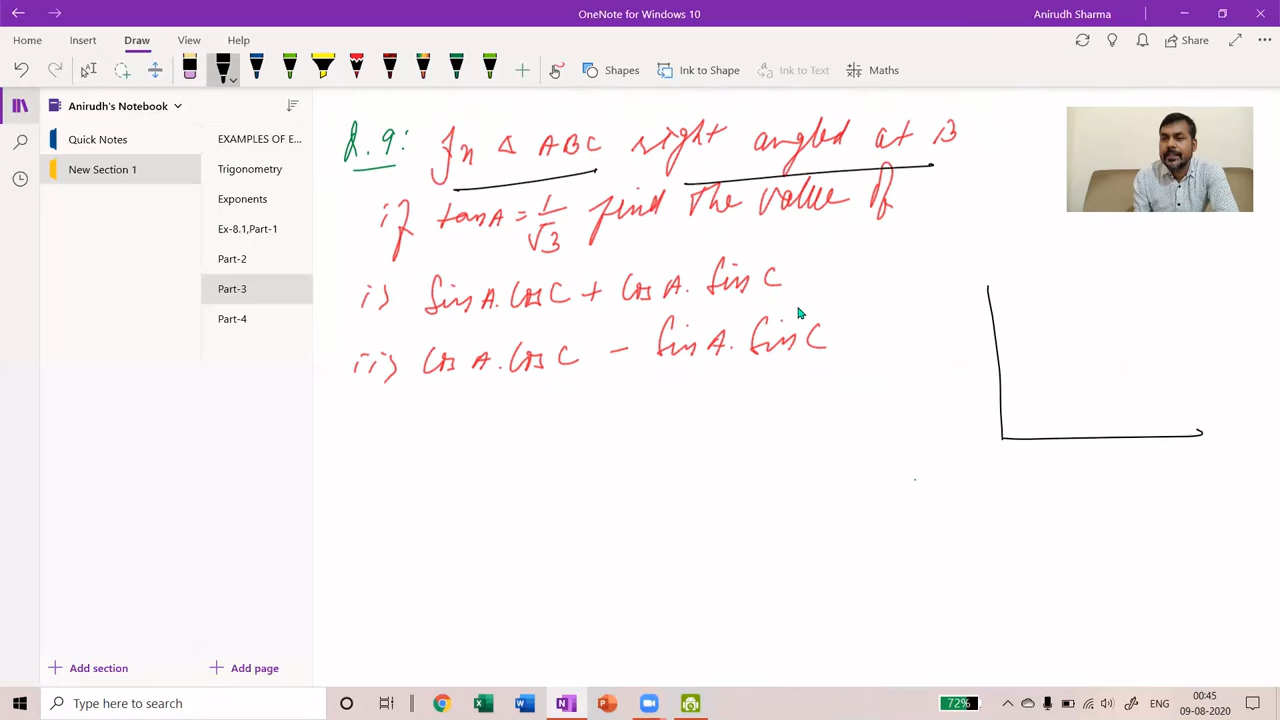 OneNote for Windows 10
Anirudh Sharma
Home Insert Draw View Help
Share
Shapes Ink to Shape Ink to Text Maths
Anirudh's Notebook
Quick Notes
New Section 1
EXAMPLES OF E...
Trigonometry
Exponents
Ex-8.1,Part-1
Part-2
Part-3
Part-4
Q.9: In Δ ABC right angled at B
if tanA = 1/√3 find the value of
i> SinA.CosC + CosA.SinC
ii> CosA.CosC - SinA.SinC
Add section
Add page
Type here to search
72%
ENG
00:45
09-08-2020